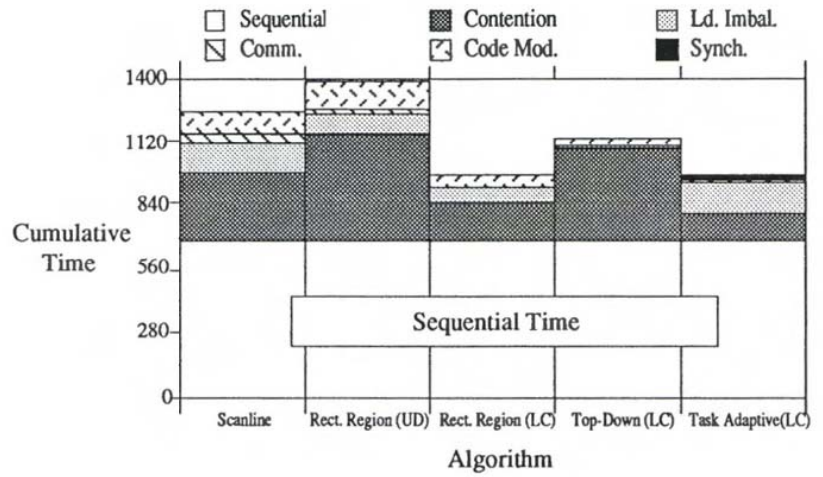 Sequential Contention Ld. Imbal.
Comm. Code Mod. Synch.
1400
1120
840
Cumulative
Time
560
Sequential Time
280
0
Scanline Rect. Region (UD) Rect. Region (LC) Top-Down (LC) Task Adaptive(LC)
Algorithm